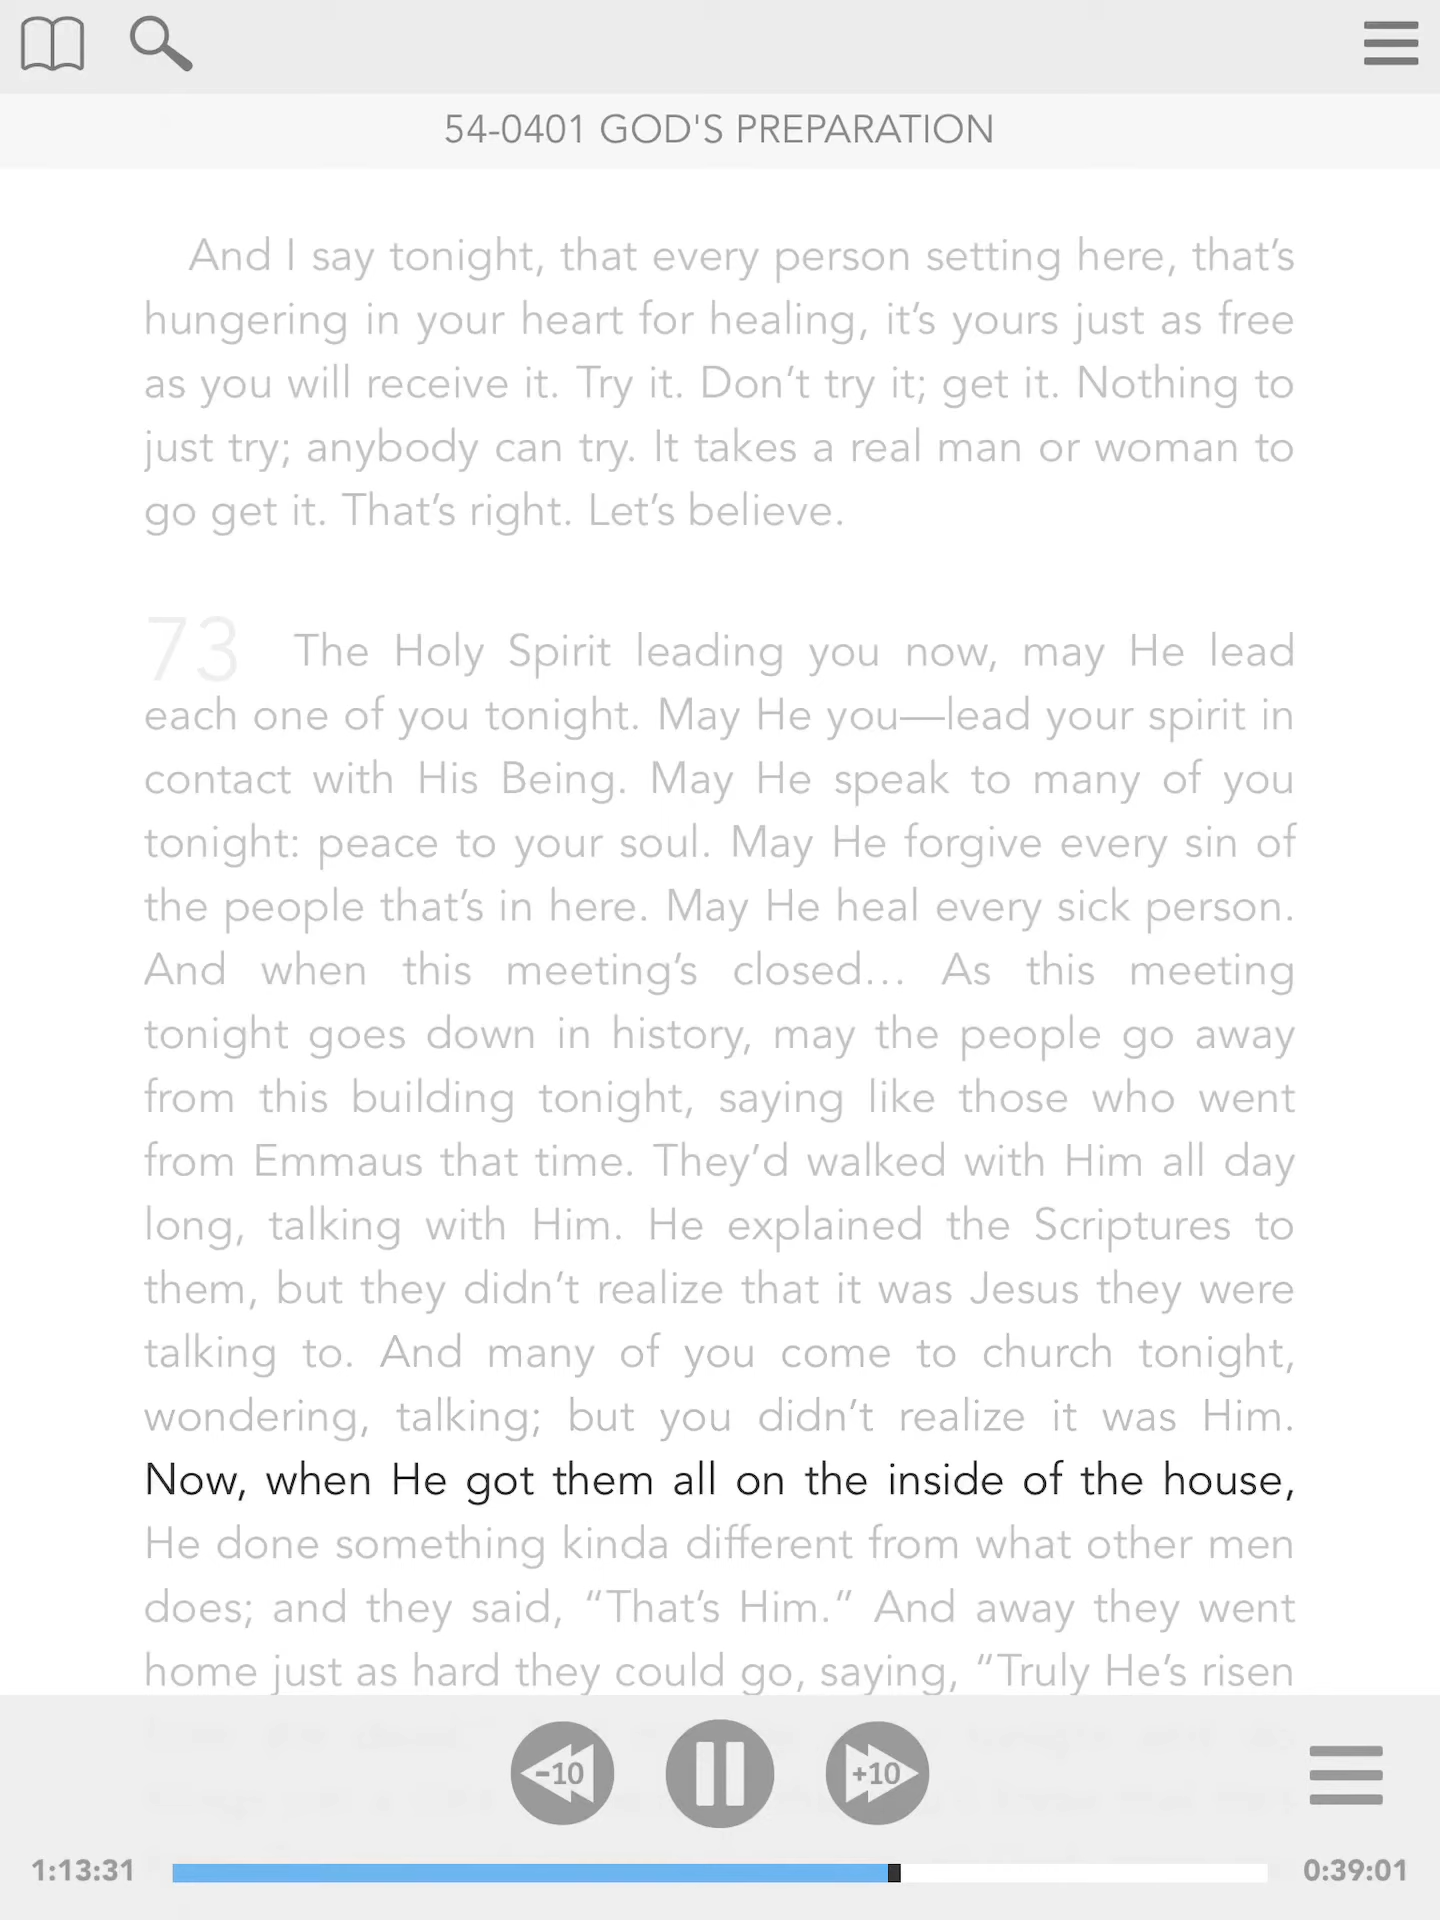 54-0401 GOD'S PREPARATION
And I say tonight, that every person setting here, that’s
hungering in your heart for healing, it’s yours just as free
as you will receive it. Try it. Don’t try it; get it. Nothing to
just try; anybody can try. It takes a real man or woman to
go get it. That’s right. Let’s believe.
73 The Holy Spirit leading you now, may He lead
each one of you tonight. May He you—lead your spirit in
contact with His Being. May He speak to many of you
tonight: peace to your soul. May He forgive every sin of
the people that’s in here. May He heal every sick person.
And when this meeting’s closed… As this meeting
tonight goes down in history, may the people go away
from this building tonight, saying like those who went
from Emmaus that time. They’d walked with Him all day
long, talking with Him. He explained the Scriptures to
them, but they didn’t realize that it was Jesus they were
talking to. And many of you come to church tonight,
wondering, talking; but you didn’t realize it was Him.
Now, when He got them all on the inside of the house,
He done something kinda different from what other men
does; and they said, “That’s Him.” And away they went
home just as hard they could go, saying, “Truly He’s risen
-10 +10
1:13:31 0:39:01